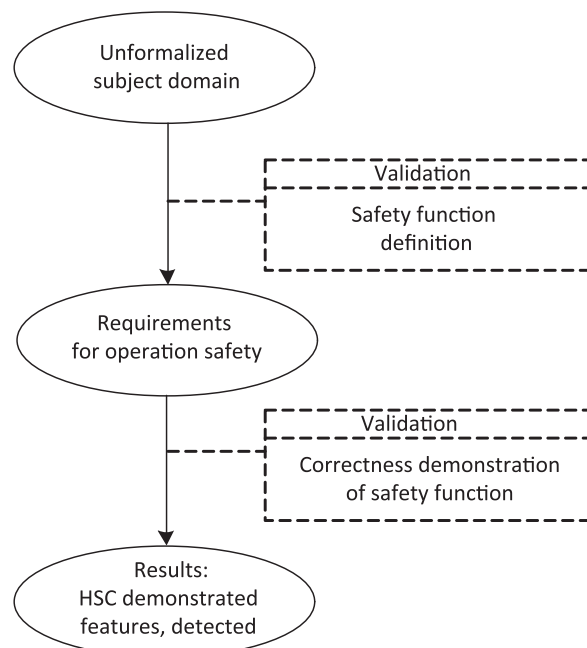 Unformalized
subject domain
Validation
Safety function
definition
Requirements
for operation safety
Validation
Correctness demonstration
of safety function
Results:
HSC demonstrated
features, detected